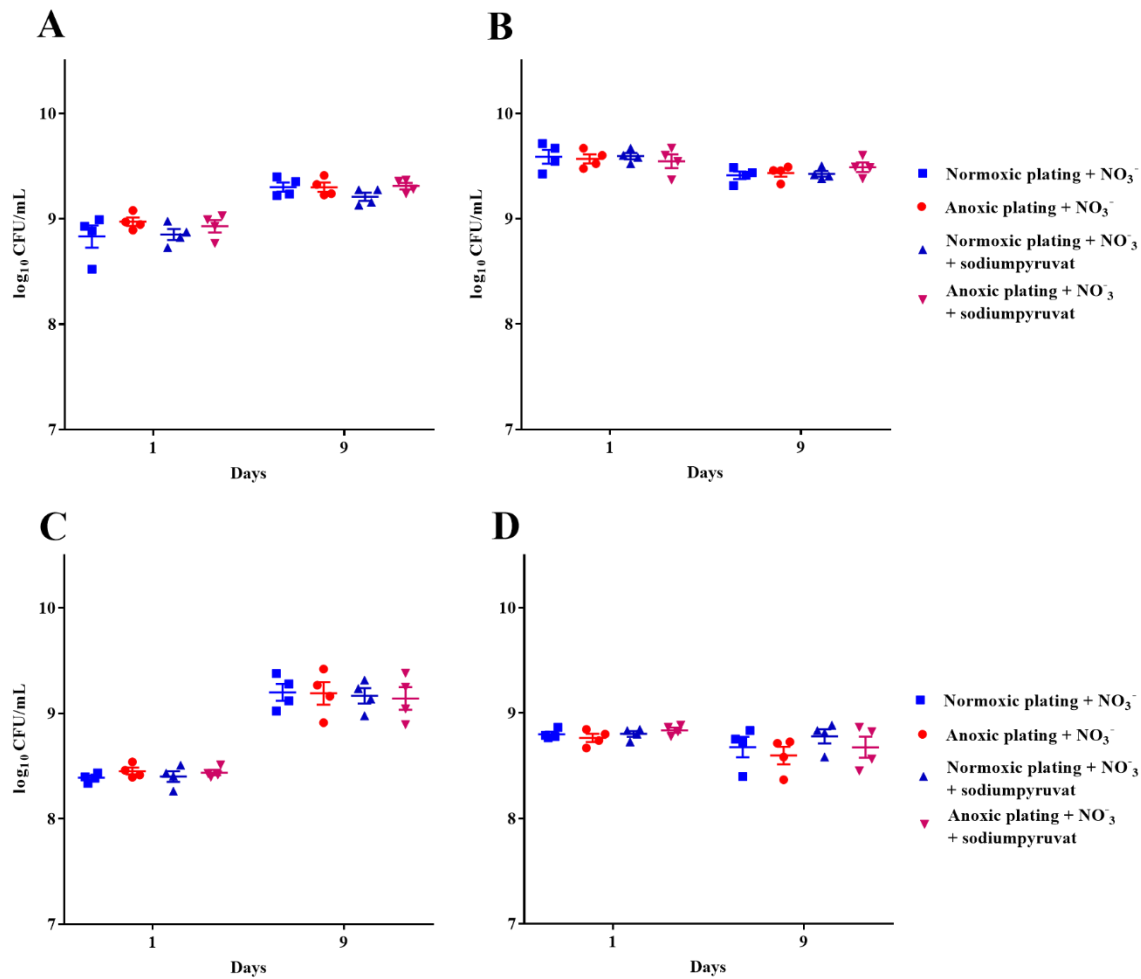 A
B
10
9
8
7
log₁₀ CFU/mL
1
9
Days
10
9
8
7
log₁₀ CFU/mL
1
9
Days
Normoxic plating + NO₃⁻
Anoxic plating + NO₃⁻
Normoxic plating + NO⁻₃
+ sodiumpyruvat
Anoxic plating + NO⁻₃
+ sodiumpyruvat
C
D
10
9
8
7
log₁₀ CFU/mL
1
9
Days
10
9
8
7
log₁₀ CFU/mL
1
9
Days
Normoxic plating + NO₃⁻
Anoxic plating + NO₃⁻
Normoxic plating + NO⁻₃
+ sodiumpyruvat
Anoxic plating + NO⁻₃
+ sodiumpyruvat